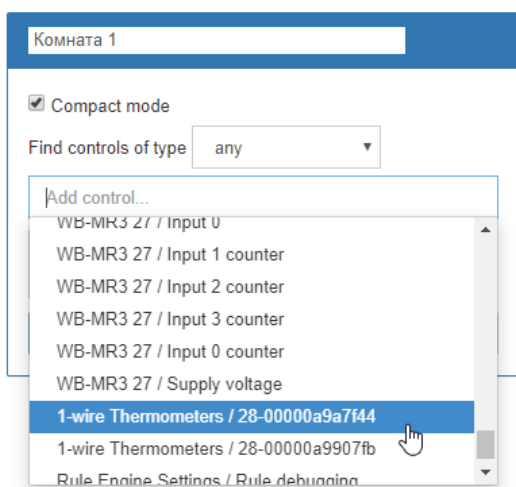 Комната 1
Compact mode
Find controls of type any
Add control...
WB-MR3 27 / Input 0
WB-MR3 27 / Input 1 counter
WB-MR3 27 / Input 2 counter
WB-MR3 27 / Input 3 counter
WB-MR3 27 / Input 0 counter
WB-MR3 27 / Supply voltage
1-wire Thermometers / 28-00000a9a7f44
1-wire Thermometers / 28-00000a9907fb
Rule Engine Settings / Rule debugging